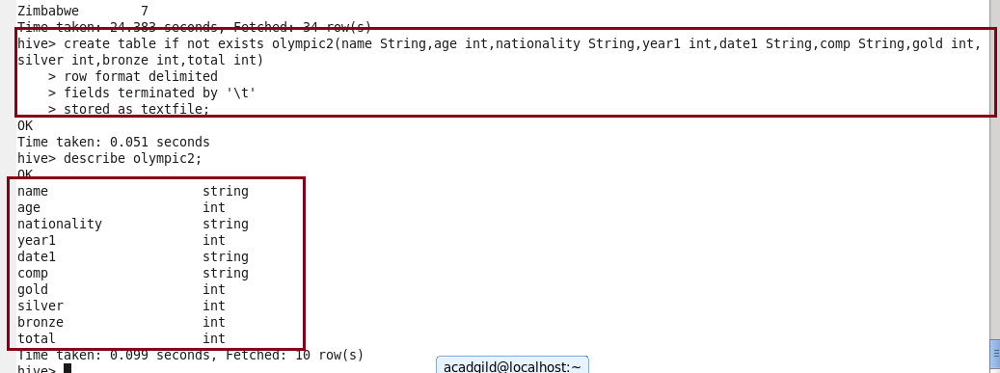 Zimbabwe        7
Time taken: 24.383 seconds, Fetched: 34 row(s)
hive> create table if not exists olympic2(name String,age int,nationality String,year1 int,date1 String,comp String,gold int,
silver int,bronze int,total int)
    > row format delimited
    > fields terminated by '\t'
    > stored as textfile;
OK
Time taken: 0.051 seconds
hive> describe olympic2;
OK
name                    string
age                     int
nationality             string
year1                   int
date1                   string
comp                    string
gold                    int
silver                  int
bronze                  int
total                   int
Time taken: 0.099 seconds, Fetched: 10 row(s)
hive>
acadgild@localhost:~